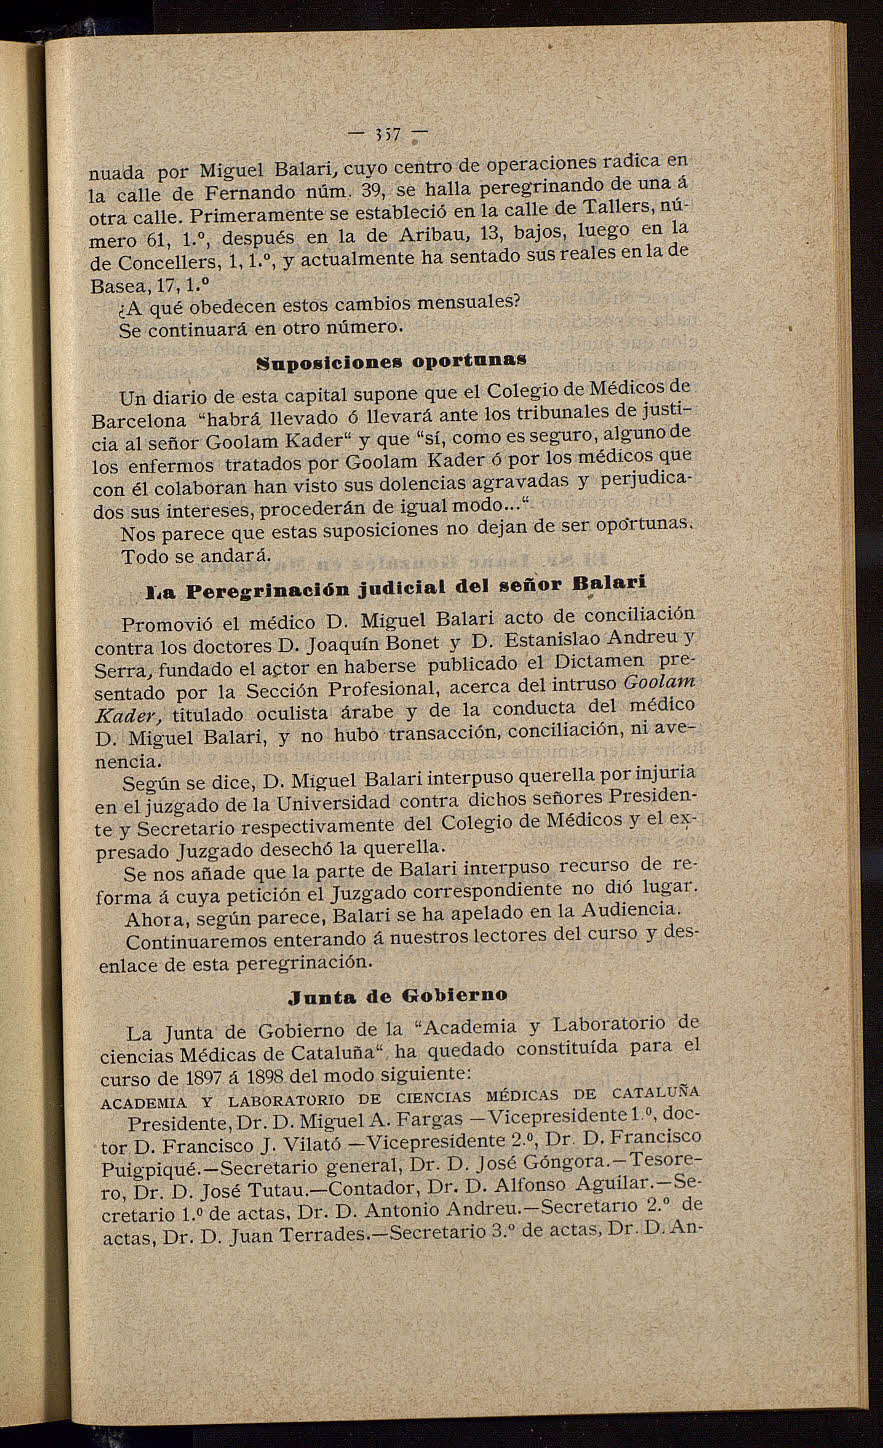 — 357 —
nuada por Miguel Balari, cuyo centro de operaciones radica en
la calle de Fernando núm. 39, se halla peregrinando de una á
otra calle. Primeramente se estableció en la calle de Tallers, nú-
mero 61, 1.º, después en la de Aribau, 13, bajos, luego en la
de Concellers, 1, 1.º, y actualmente ha sentado sus reales en la de
Basea, 17, 1.º
¿A qué obedecen estos cambios mensuales?
Se continuará en otro número.
Suposiciones oportunas
Un diario de esta capital supone que el Colegio de Médicos de
Barcelona “habrá llevado ó llevará ante los tribunales de justi-
cia al señor Goolam Kader“ y que “sí, como es seguro, alguno de
los enfermos tratados por Goolam Kader ó por los médicos que
con él colaboran han visto sus dolencias agravadas y perjudica-
dos sus intereses, procederán de igual modo...“
Nos parece que estas suposiciones no dejan de ser oportunas.
Todo se andará.
La Peregrinación judicial del señor Balari
Promovió el médico D. Miguel Balari acto de conciliación
contra los doctores D. Joaquín Bonet y D. Estanislao Andreu y
Serra, fundado el actor en haberse publicado el Dictamen pre-
sentado por la Sección Profesional, acerca del intruso Goolam
Kader, titulado oculista árabe y de la conducta del médico
D. Miguel Balari, y no hubo transacción, conciliación, ni ave-
nencia.
Según se dice, D. Miguel Balari interpuso querella por injuria
en el juzgado de la Universidad contra dichos señores Presiden-
te y Secretario respectivamente del Colegio de Médicos y el ex-
presado Juzgado desechó la querella.
Se nos añade que la parte de Balari interpuso recurso de re-
forma á cuya petición el Juzgado correspondiente no dió lugar.
Ahora, según parece, Balari se ha apelado en la Audiencia.
Continuaremos enterando á nuestros lectores del curso y des-
enlace de esta peregrinación.
Junta de Gobierno
La Junta de Gobierno de la “Academia y Laboratorio de
ciencias Médicas de Cataluña“ ha quedado constituída para el
curso de 1897 á 1898 del modo siguiente:
ACADEMIA Y LABORATORIO DE CIENCIAS MÉDICAS DE CATALUÑA
Presidente, Dr. D. Miguel A. Fargas —Vicepresidente 1.º, doc-
tor D. Francisco J. Vilató —Vicepresidente 2.º, Dr. D. Francisco
Puigpiqué.—Secretario general, Dr. D. José Góngora.—Tesore-
ro, Dr. D. José Tutau.—Contador, Dr. D. Alfonso Aguilar.—Se-
cretario 1.º de actas, Dr. D. Antonio Andreu.—Secretario 2.º de
actas, Dr. D. Juan Terrades.—Secretario 3.º de actas, Dr. D. An-